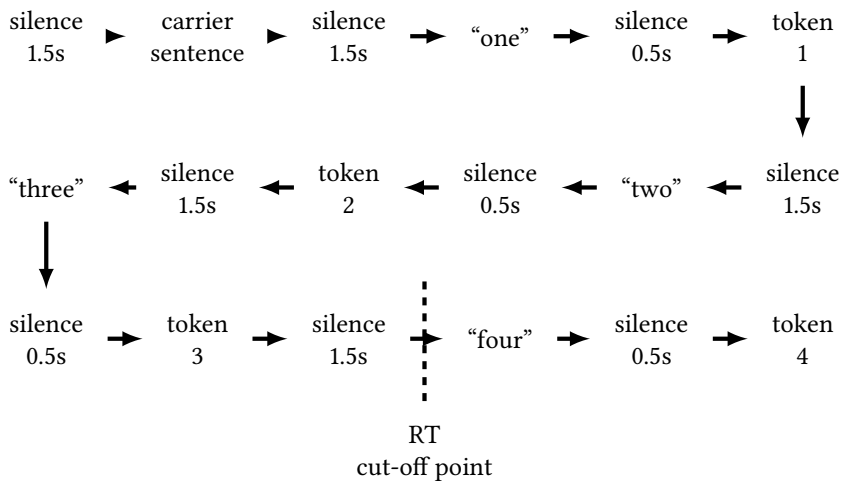 silence carrier silence “one” silence token
1.5s sentence 1.5s 0.5s 1
“three” silence token silence “two” silence
1.5s 2 0.5s 1.5s
silence token silence “four” silence token
0.5s 3 1.5s 0.5s 4
RT
cut-off point